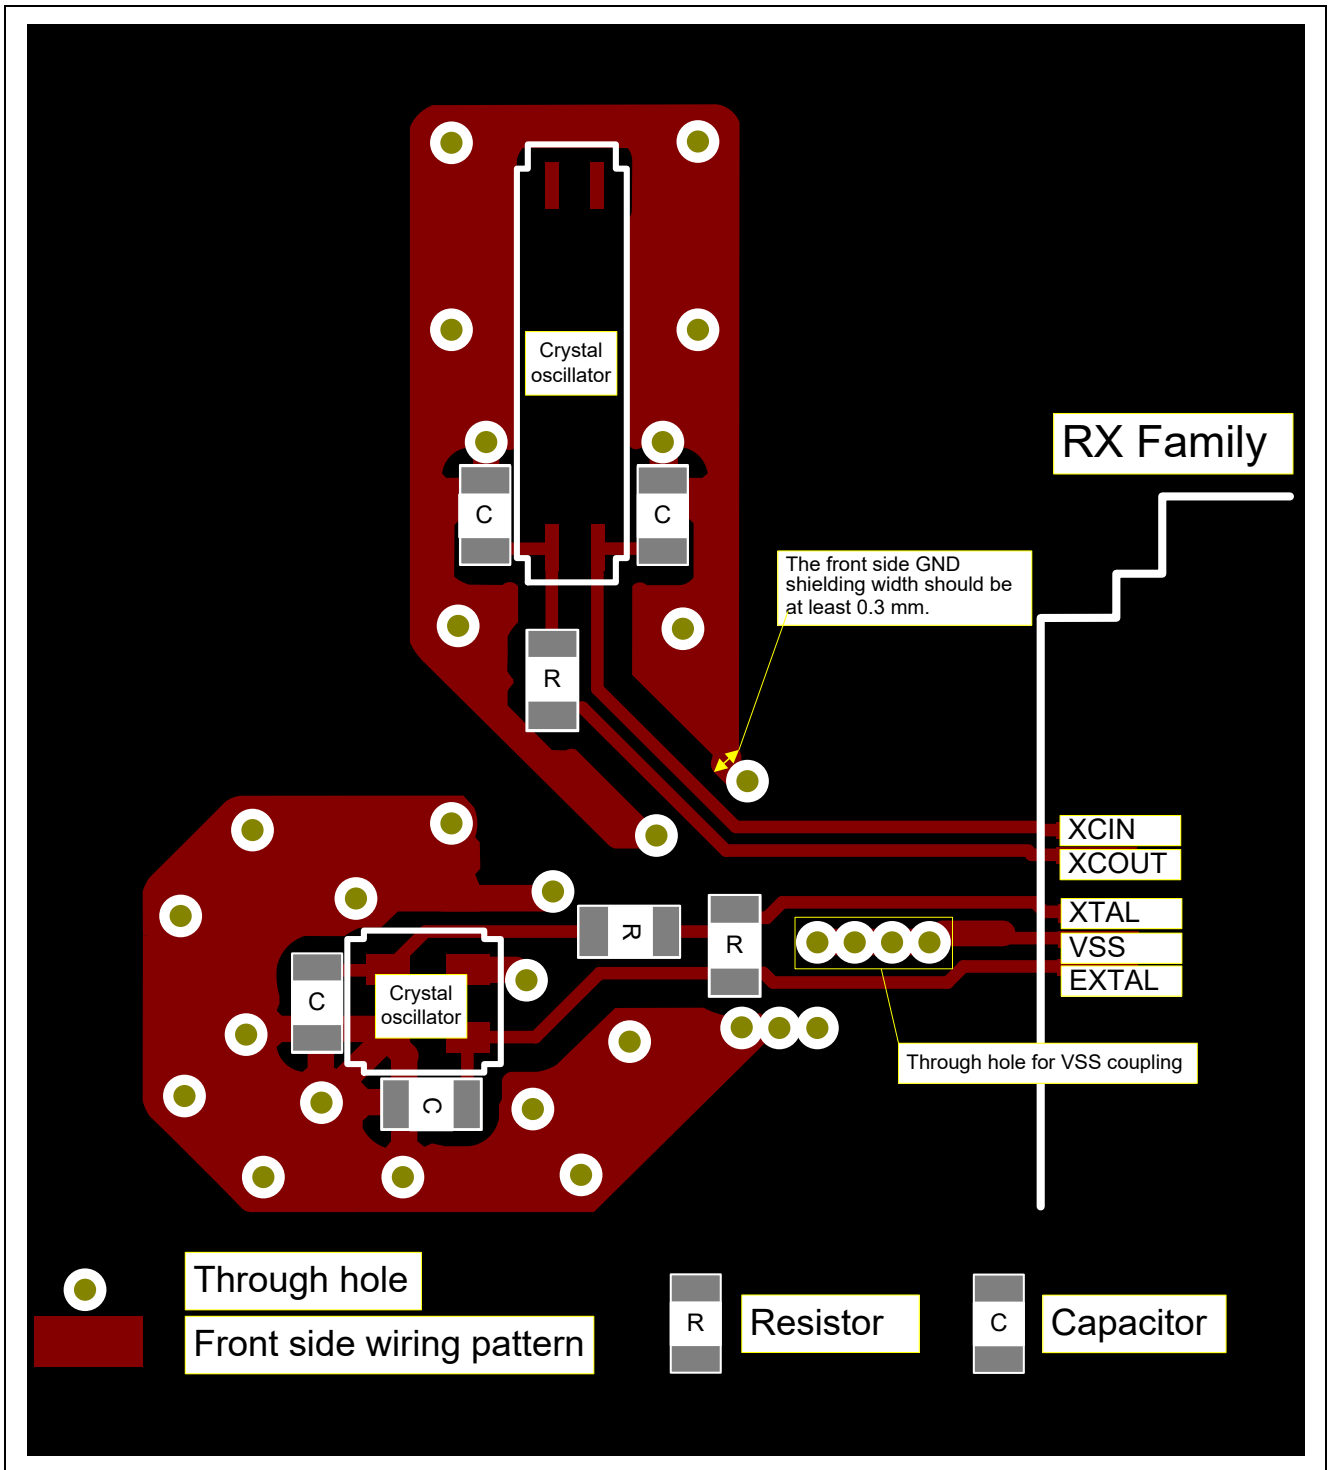 Crystal
oscillator
RX Family
C
C
The front side GND
shielding width should be
at least 0.3 mm.
R
XCIN
XCOUT
XTAL
VSS
EXTAL
R
R
C
Crystal
oscillator
Through hole for VSS coupling
C
Through hole
Front side wiring pattern
R
Resistor
C
Capacitor